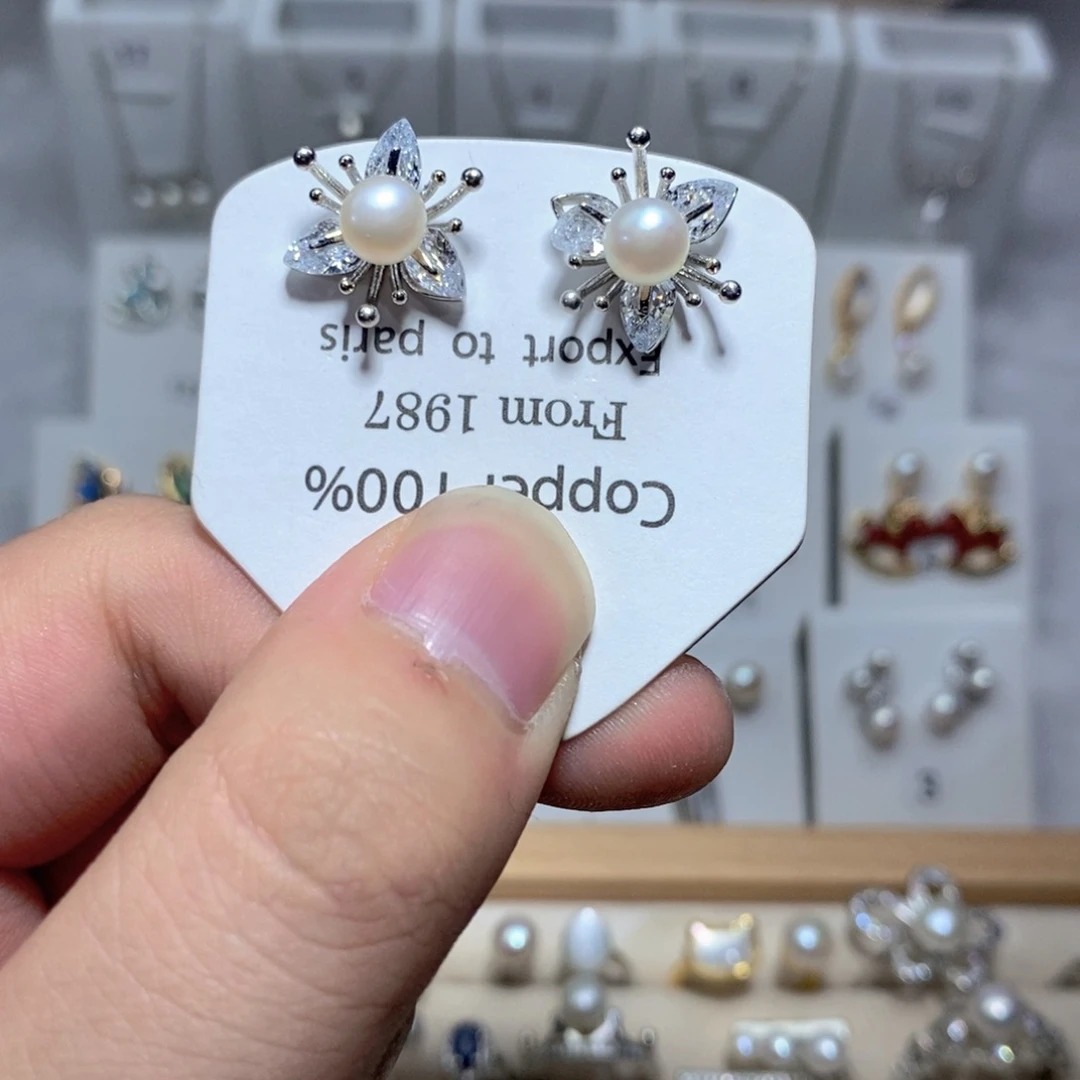 Copper 100%
From 1987
Export to paris